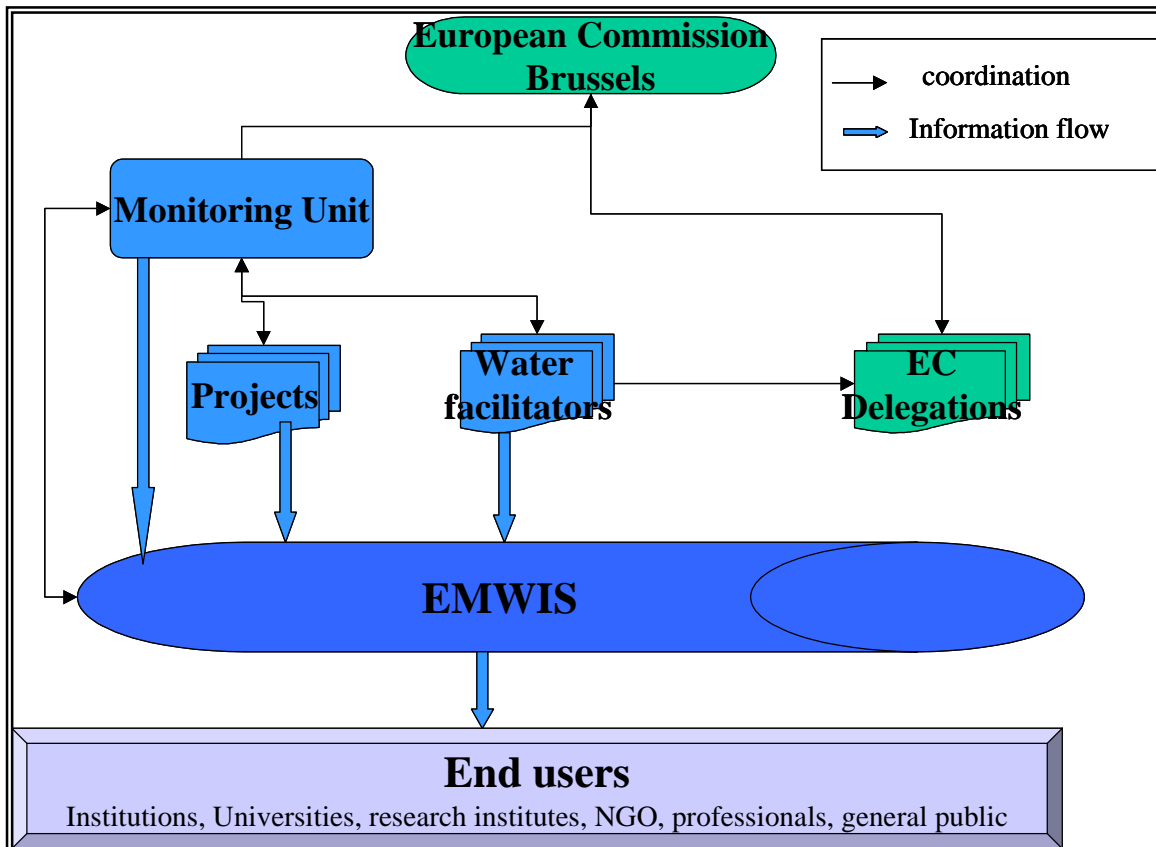 European Commission
Brussels
coordination
Information flow
Monitoring Unit
Projects
Water
facilitators
EC
Delegations
EMWIS
End users
Institutions, Universities, research institutes, NGO, professionals, general public